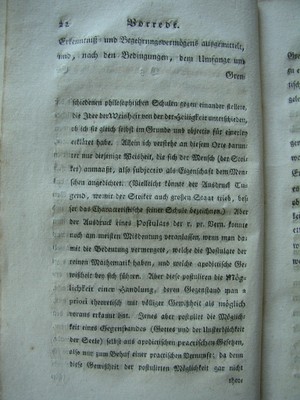 22 Vorrede.
Erkenntniß und Begehrungsvermögens ausgemittelt,
und, nach den Bedingungen, dem Umfange und
Gren-
schiedenen philosophischen Schulen gegen einander stellete,
die Idee der Weisheit von der der Heiligkeit unterschieden,
ob ich sie gleich selbst im Grunde und objectiv für einerley
erkläret habe. Allein ich verstehe an diesem Orte darun-
ter nur diejenige Weisheit, die sich der Mensch (der Stoi-
ker) anmaaßt, also subjectiv als Eigenschaft dem Men-
schen angedichtet. (Vielleicht könnte der Ausdruck Tu-
gend, womit der Stoiker auch großen Staat trieb, bes-
ser das Characteristische seiner Schule bezeichnen.) Aber
der Ausdruck eines Postulats der r. pr. Vern. konnte
noch am meisten Mißdeutung veranlassen, wenn man da-
mit die Bedeutung vermengete, welche die Postulate der
reinen Mathematik haben, und welche apodictische Ge-
wißheit bey sich führen. Aber diese postuliren die Mög-
lichkeit einer Handlung, deren Gegenstand man a
priori theoretisch mit völliger Gewißheit als möglich
voraus erkannt hat. Jenes aber postulirt die Möglich-
keit eines Gegenstandes (Gottes und der Unsterblichkeit
der Seele) selbst aus apodictischen practischen Gesetzen,
also nur zum Behuf einer practischen Vernunft; da denn
diese Gewißheit der postulirten Möglichkeit gar nicht
theo-